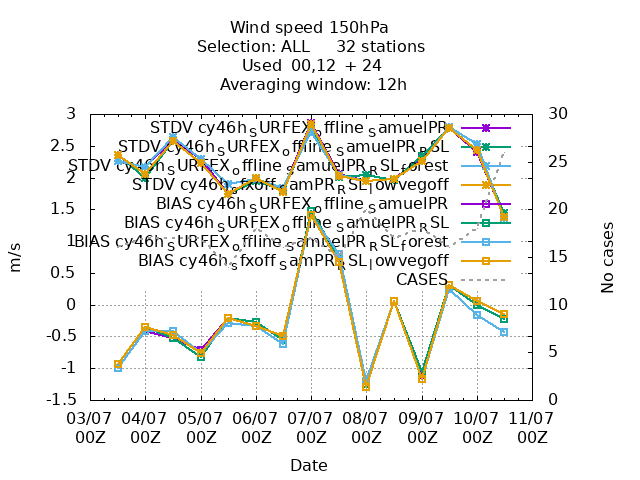 Wind speed 150hPa
Selection: ALL 32 stations
Used 00,12 + 24
Averaging window: 12h
3 30
STDV cy46h_SURFEX_offline_samuelPR
STDV cy46h_SURFEX_offline_samuelPR_RSL
2.5 25
STDV cy46h_SURFEX_offline_samuelPR_RSL_forest
STDV cy46h_sfxoff_samPR_RSL_lowvegoff
2 20
BIAS cy46h_SURFEX_offline_samuelPR
1.5
BIAS cy46h_SURFEX_offline_samuelPR_RSL
1 15
BIAS cy46h_SURFEX_offline_samuelPR_RSL_forest
BIAS cy46h_sfxoff_samPR_RSL_lowvegoff
0.5
CASES
m/s
No cases
0 10
-0.5
5
-1
-1.5 0
03/07 04/07 05/07 06/07 07/07 08/07 09/07 10/07 11/07
00Z 00Z 00Z 00Z 00Z 00Z 00Z 00Z 00Z
Date